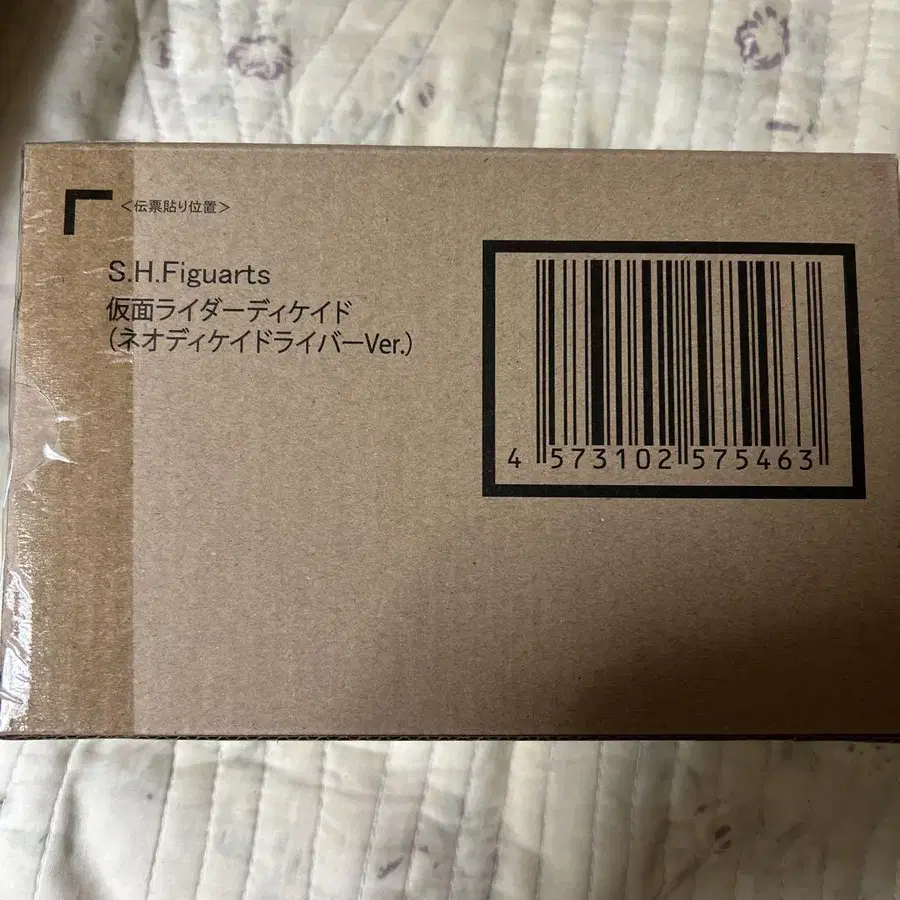 <伝票貼り位置>
S.H.Figuarts
仮面ライダーディケイド
(ネオディケイドライバーVer.)
4 573102 575463